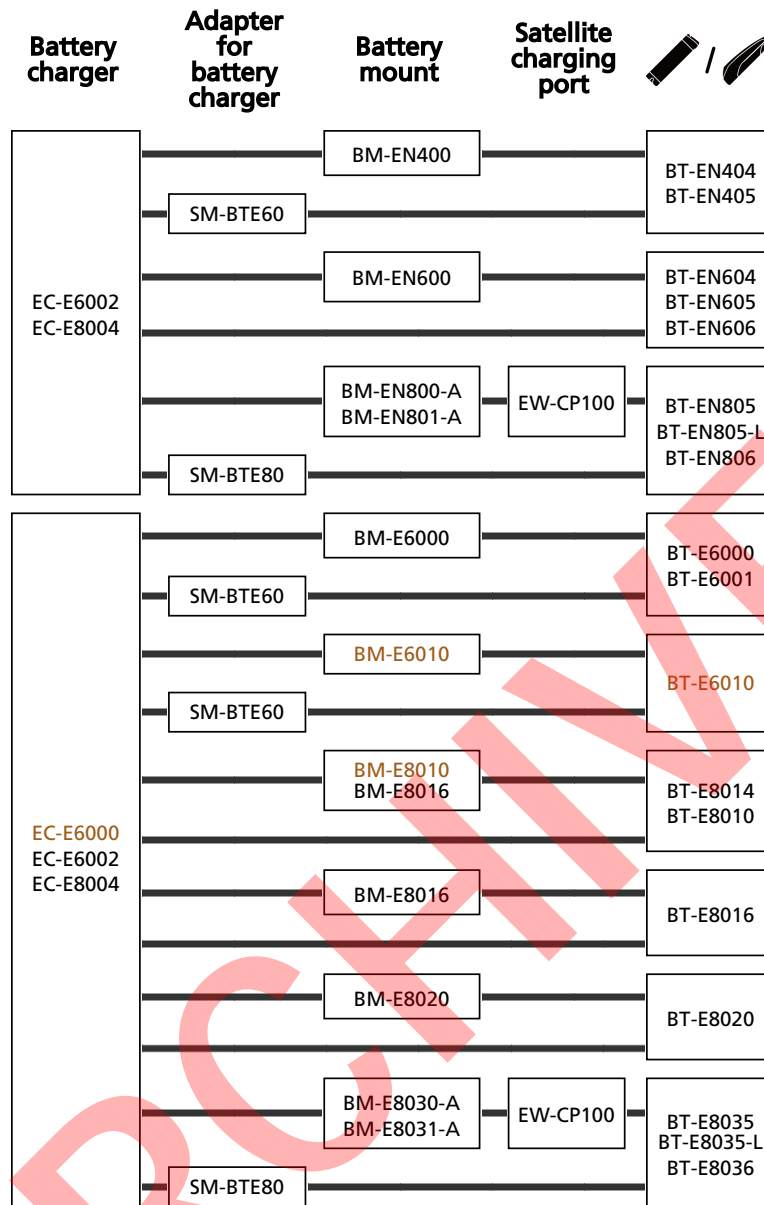 Battery charger
Adapter for battery charger
Battery mount
Satellite charging port
/
EC-E6002
EC-E8004
BM-EN400
SM-BTE60
BT-EN404
BT-EN405
BM-EN600
BT-EN604
BT-EN605
BT-EN606
BM-EN800-A
BM-EN801-A
EW-CP100
SM-BTE80
BT-EN805
BT-EN805-L
BT-EN806
EC-E6000
EC-E6002
EC-E8004
BM-E6000
SM-BTE60
BT-E6000
BT-E6001
BM-E6010
SM-BTE60
BT-E6010
BM-E8010
BM-E8016
BT-E8014
BT-E8010
BM-E8016
BT-E8016
BM-E8020
BT-E8020
BM-E8030-A
BM-E8031-A
EW-CP100
SM-BTE80
BT-E8035
BT-E8035-L
BT-E8036
RCHIVE